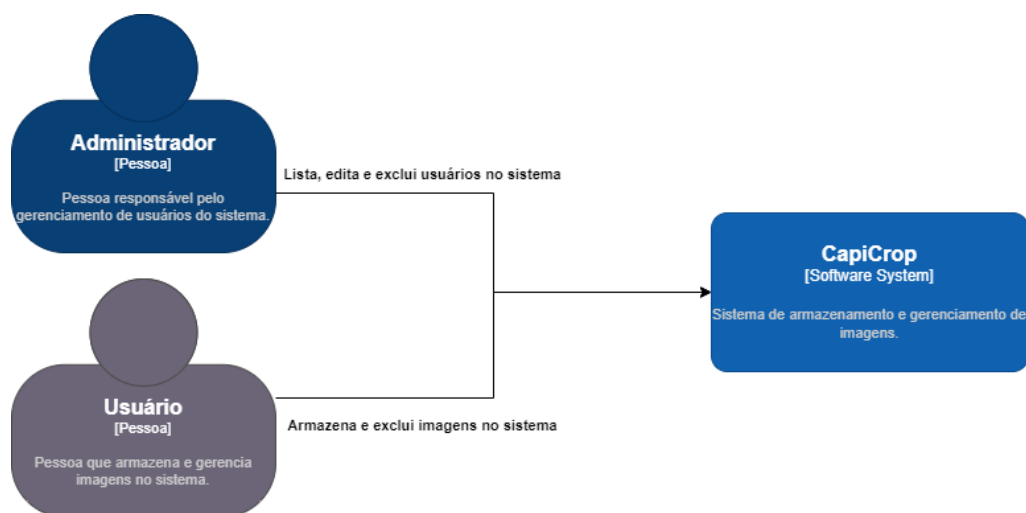 Administrador
[Pessoa]
Pessoa responsável pelo
gerenciamento de usuários do sistema.
Lista, edita e exclui usuários no sistema
CapiCrop
[Software System]
Sistema de armazenamento e gerenciamento de
imagens.
Usuário
[Pessoa]
Pessoa que armazena e gerencia
imagens no sistema.
Armazena e exclui imagens no sistema